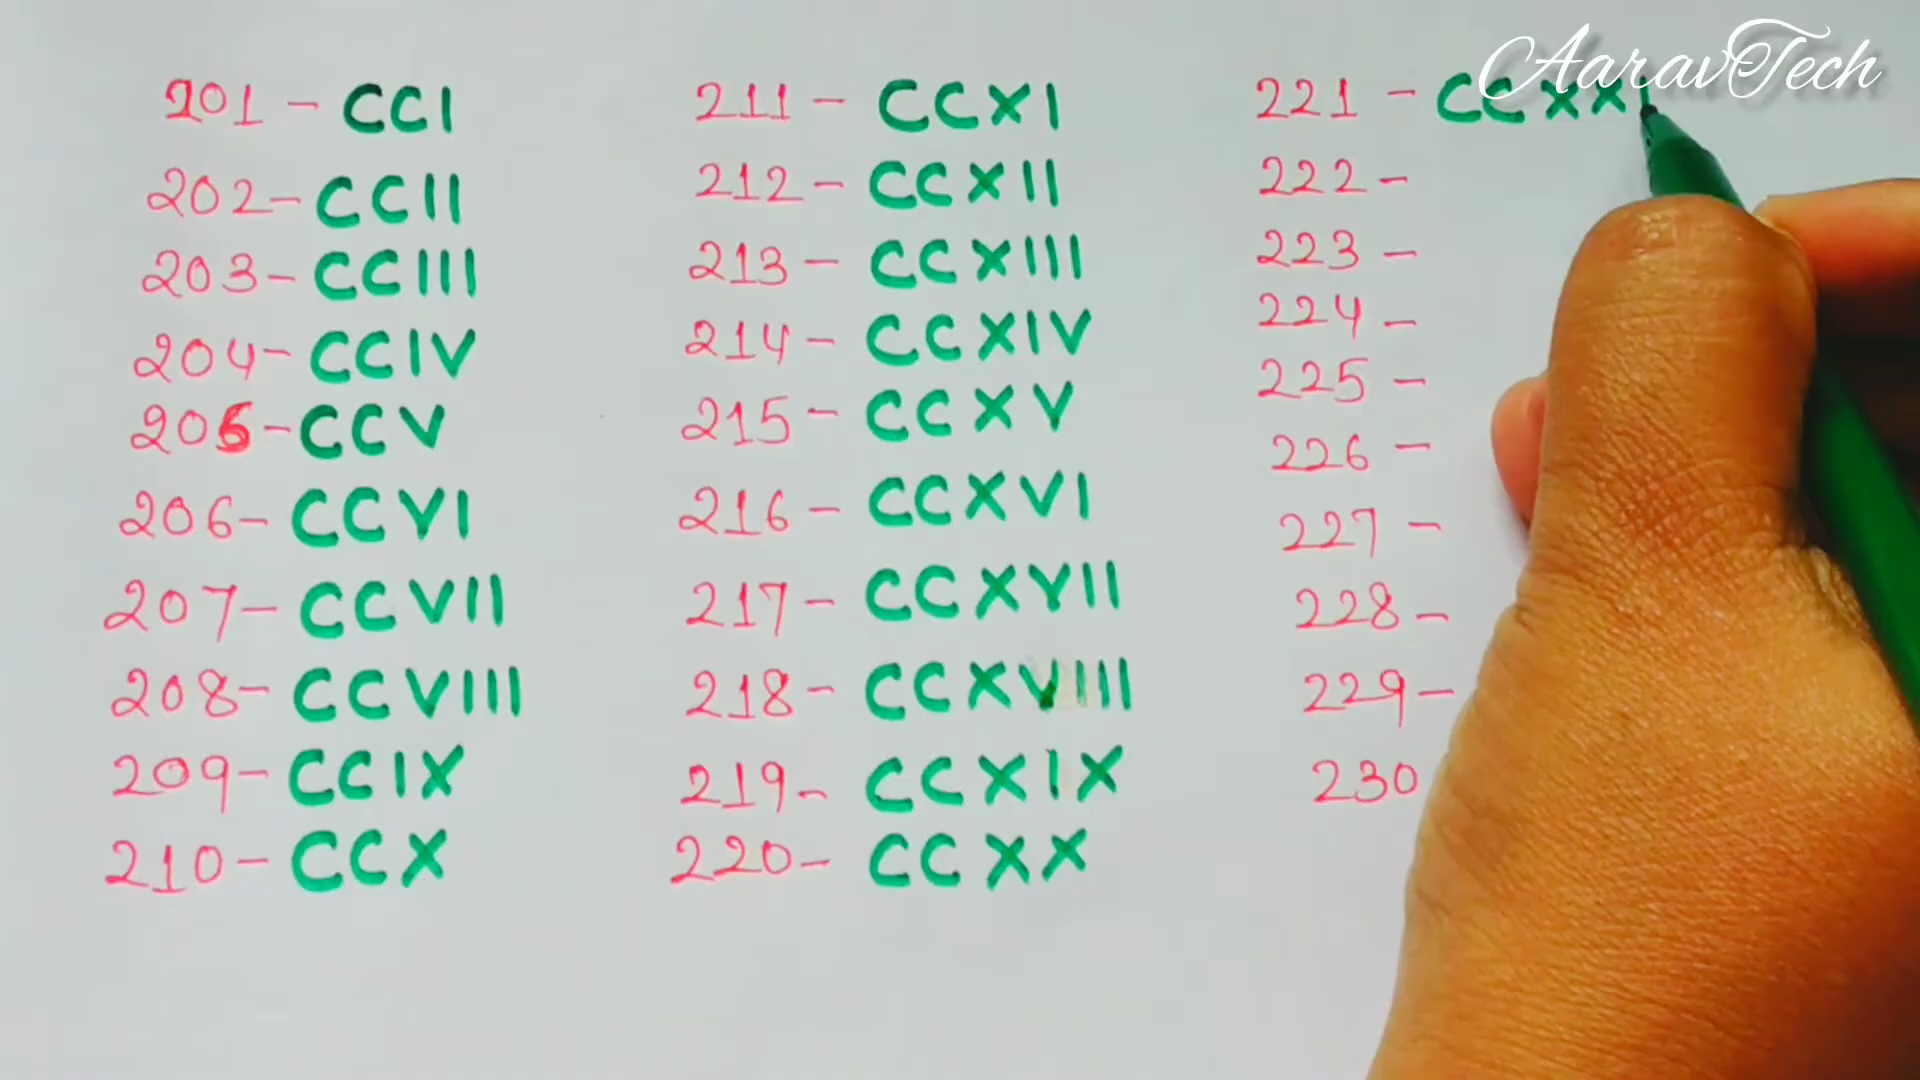 AaravTech
201 - CCI
202 - CCII
203 - CCIII
204 - CCIV
205 - CCV
206 - CCVI
207 - CCVII
208 - CCVIII
209 - CCIX
210 - CCX
211 - CCXI
212 - CCXII
213 - CCXIII
214 - CCXIV
215 - CCXV
216 - CCXVI
217 - CCXVII
218 - CCXVIII
219 - CCXIX
220 - CCXX
221 - CCXXI
222 -
223 -
224 -
225 -
226 -
227 -
228 -
229 -
230